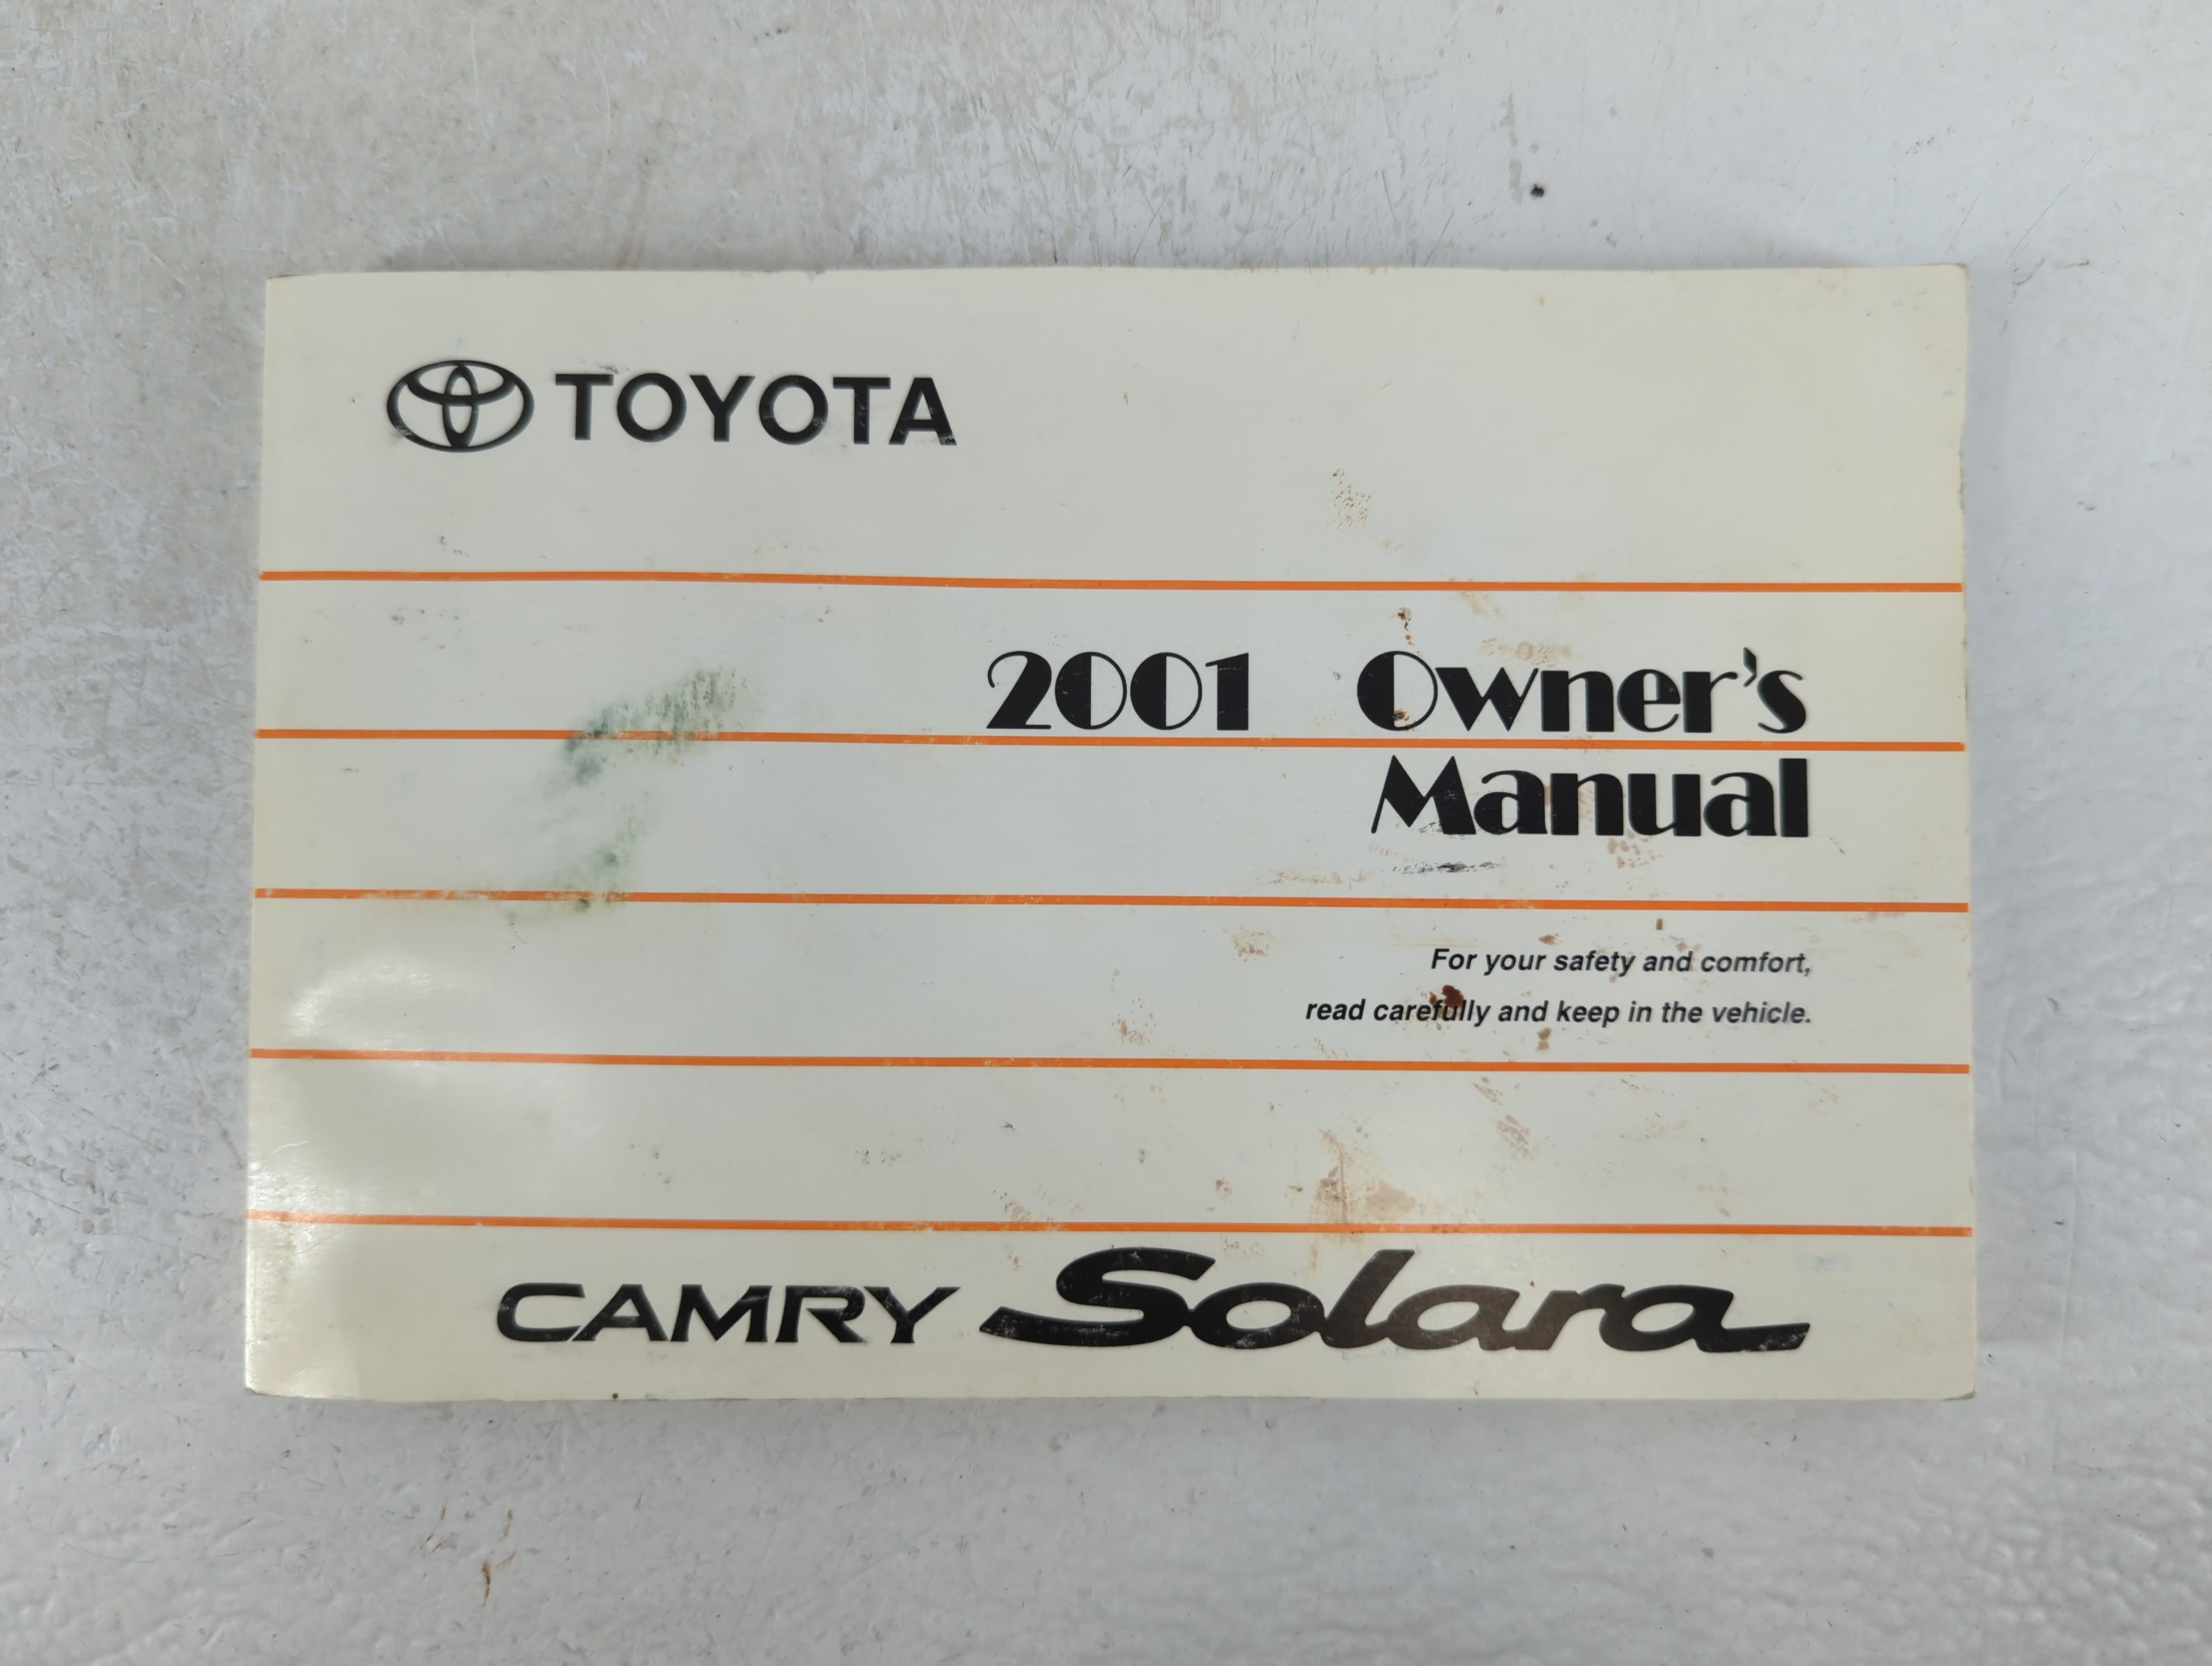 TOYOTA
2001 Owner's
Manual
For your safety and comfort,
read carefully and keep in the vehicle.
CAMRY Solara